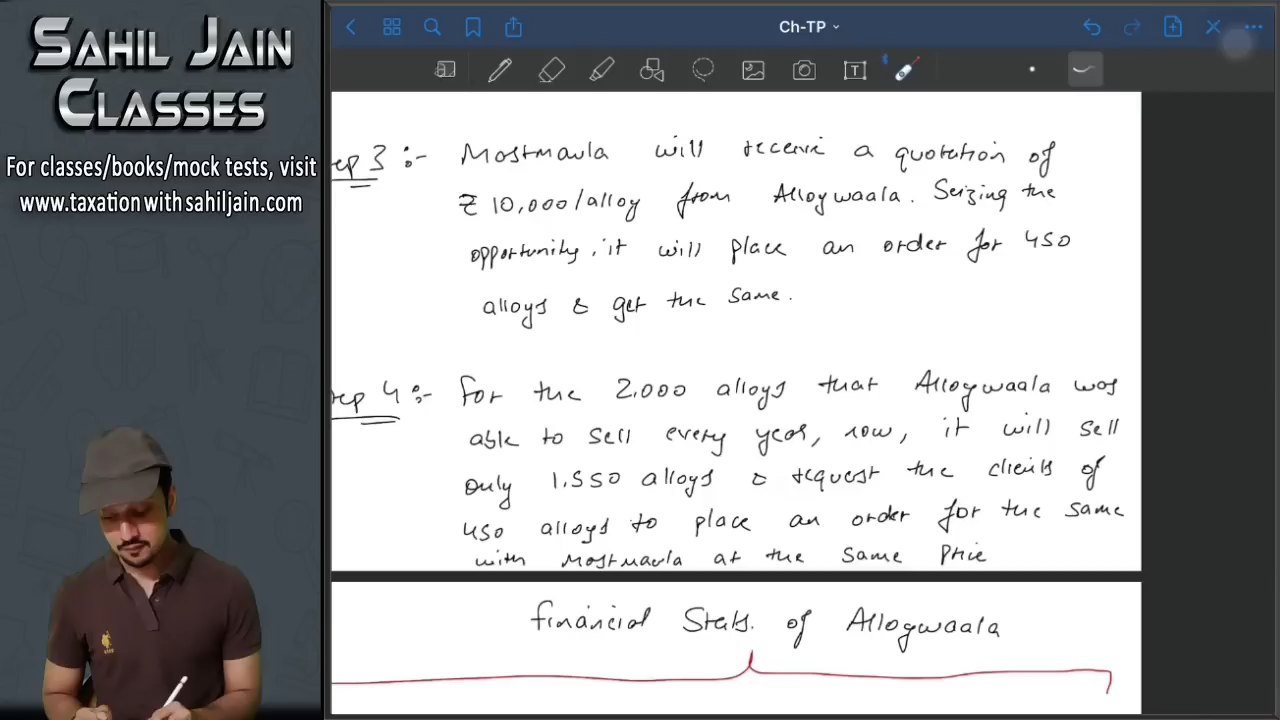 SAHIL JAIN
CLASSES
For classes/books/mock tests, visit
www.taxationwithsahiljain.com
Ch-TP
T
ep 3 :- Mostmaula will receive a quotation of
₹ 10,000/alloy from Alloywaala. Seizing the
opportunity, it will place an order for 450
alloys & get the same.
ep 4 :- For the 2,000 alloys that Alloywaala was
able to sell every year, now, it will sell
only 1,550 alloys & request the clients of
450 alloys to place an order for the same
with Mostmaula at the same price
Financial Stats. of Alloywaala